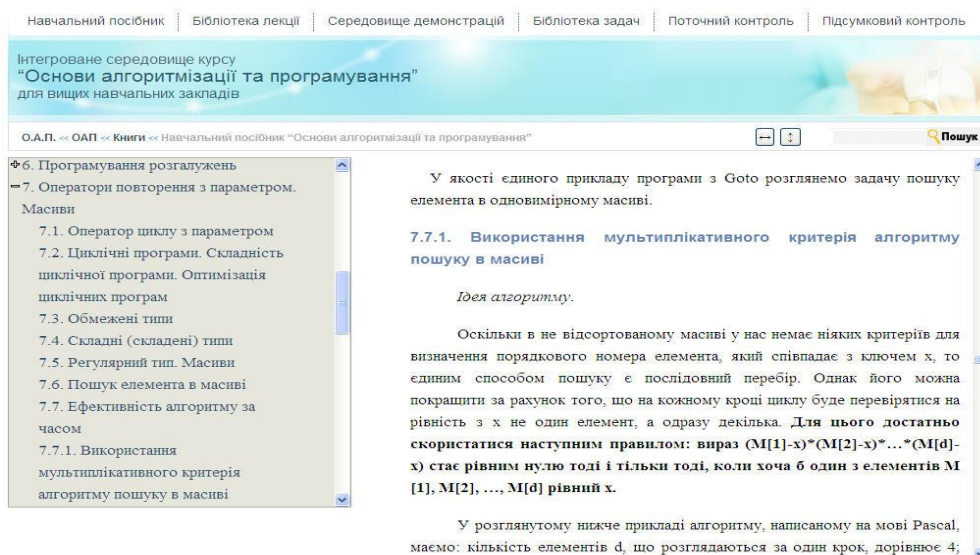 Навчальний посібник Бібліотека лекції Середовище демонстрацій Бібліотека задач Поточний контроль Підсумковий контроль
Інтегроване середовище курсу
“Основи алгоритмізації та програмування”
для вищих навчальних закладів
О.А.П. << ОАП << Книги << Навчальний посібник “Основи алгоритмізації та програмування”
Пошук
6. Програмування розгалужень
7. Оператори повторення з параметром.
Масиви
7.1. Оператор циклу з параметром
7.2. Циклічні програми. Складність
циклічної програми. Оптимізація
циклічних програм
7.3. Обмежені типи
7.4. Складні (складені) типи
7.5. Регулярний тип. Масиви
7.6. Пошук елемента в масиві
7.7. Ефективність алгоритму за
часом
7.7.1. Використання
мультиплікативного критерія
алгоритму пошуку в масиві
У якості єдиного прикладу програми з Goto розглянемо задачу пошуку
елемента в одновимірному масиві.
7.7.1. Використання мультиплікативного критерія алгоритму
пошуку в масиві
Ідея алгоритму.
Оскільки в не відсортованому масиві у нас немає ніяких критеріїв для
визначення порядкового номера елемента, який співпадає з ключем x, то
єдиним способом пошуку є послідовний перебір. Однак його можна
покращити за рахунок того, що на кожному кроці циклу буде перевірятися на
рівність з x не один елемент, а одразу декілька. Для цього достатньо
скористатися наступним правилом: вираз (M[1]-x)*(M[2]-x)*…*(M[d]-
x) стає рівним нулю тоді і тільки тоді, коли хоча б один з елементів M
[1], M[2], …, M[d] рівний x.
У розглянутому нижче прикладі алгоритму, написаному на мові Pascal,
маємо: кількість елементів d, що розглядаються за один крок, дорівнює 4;